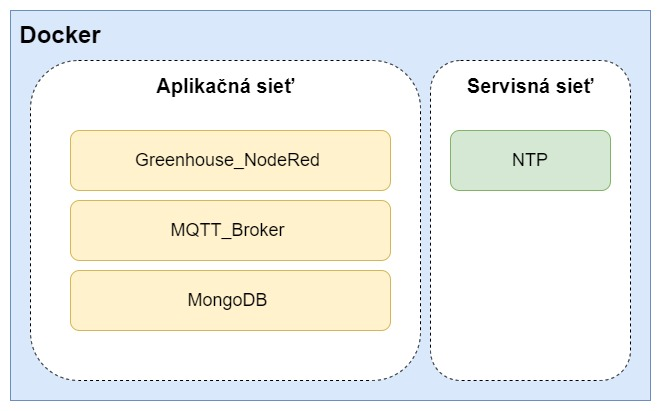 Docker
Aplikačná sieť
Greenhouse_NodeRed
MQTT_Broker
MongoDB
Servisná sieť
NTP